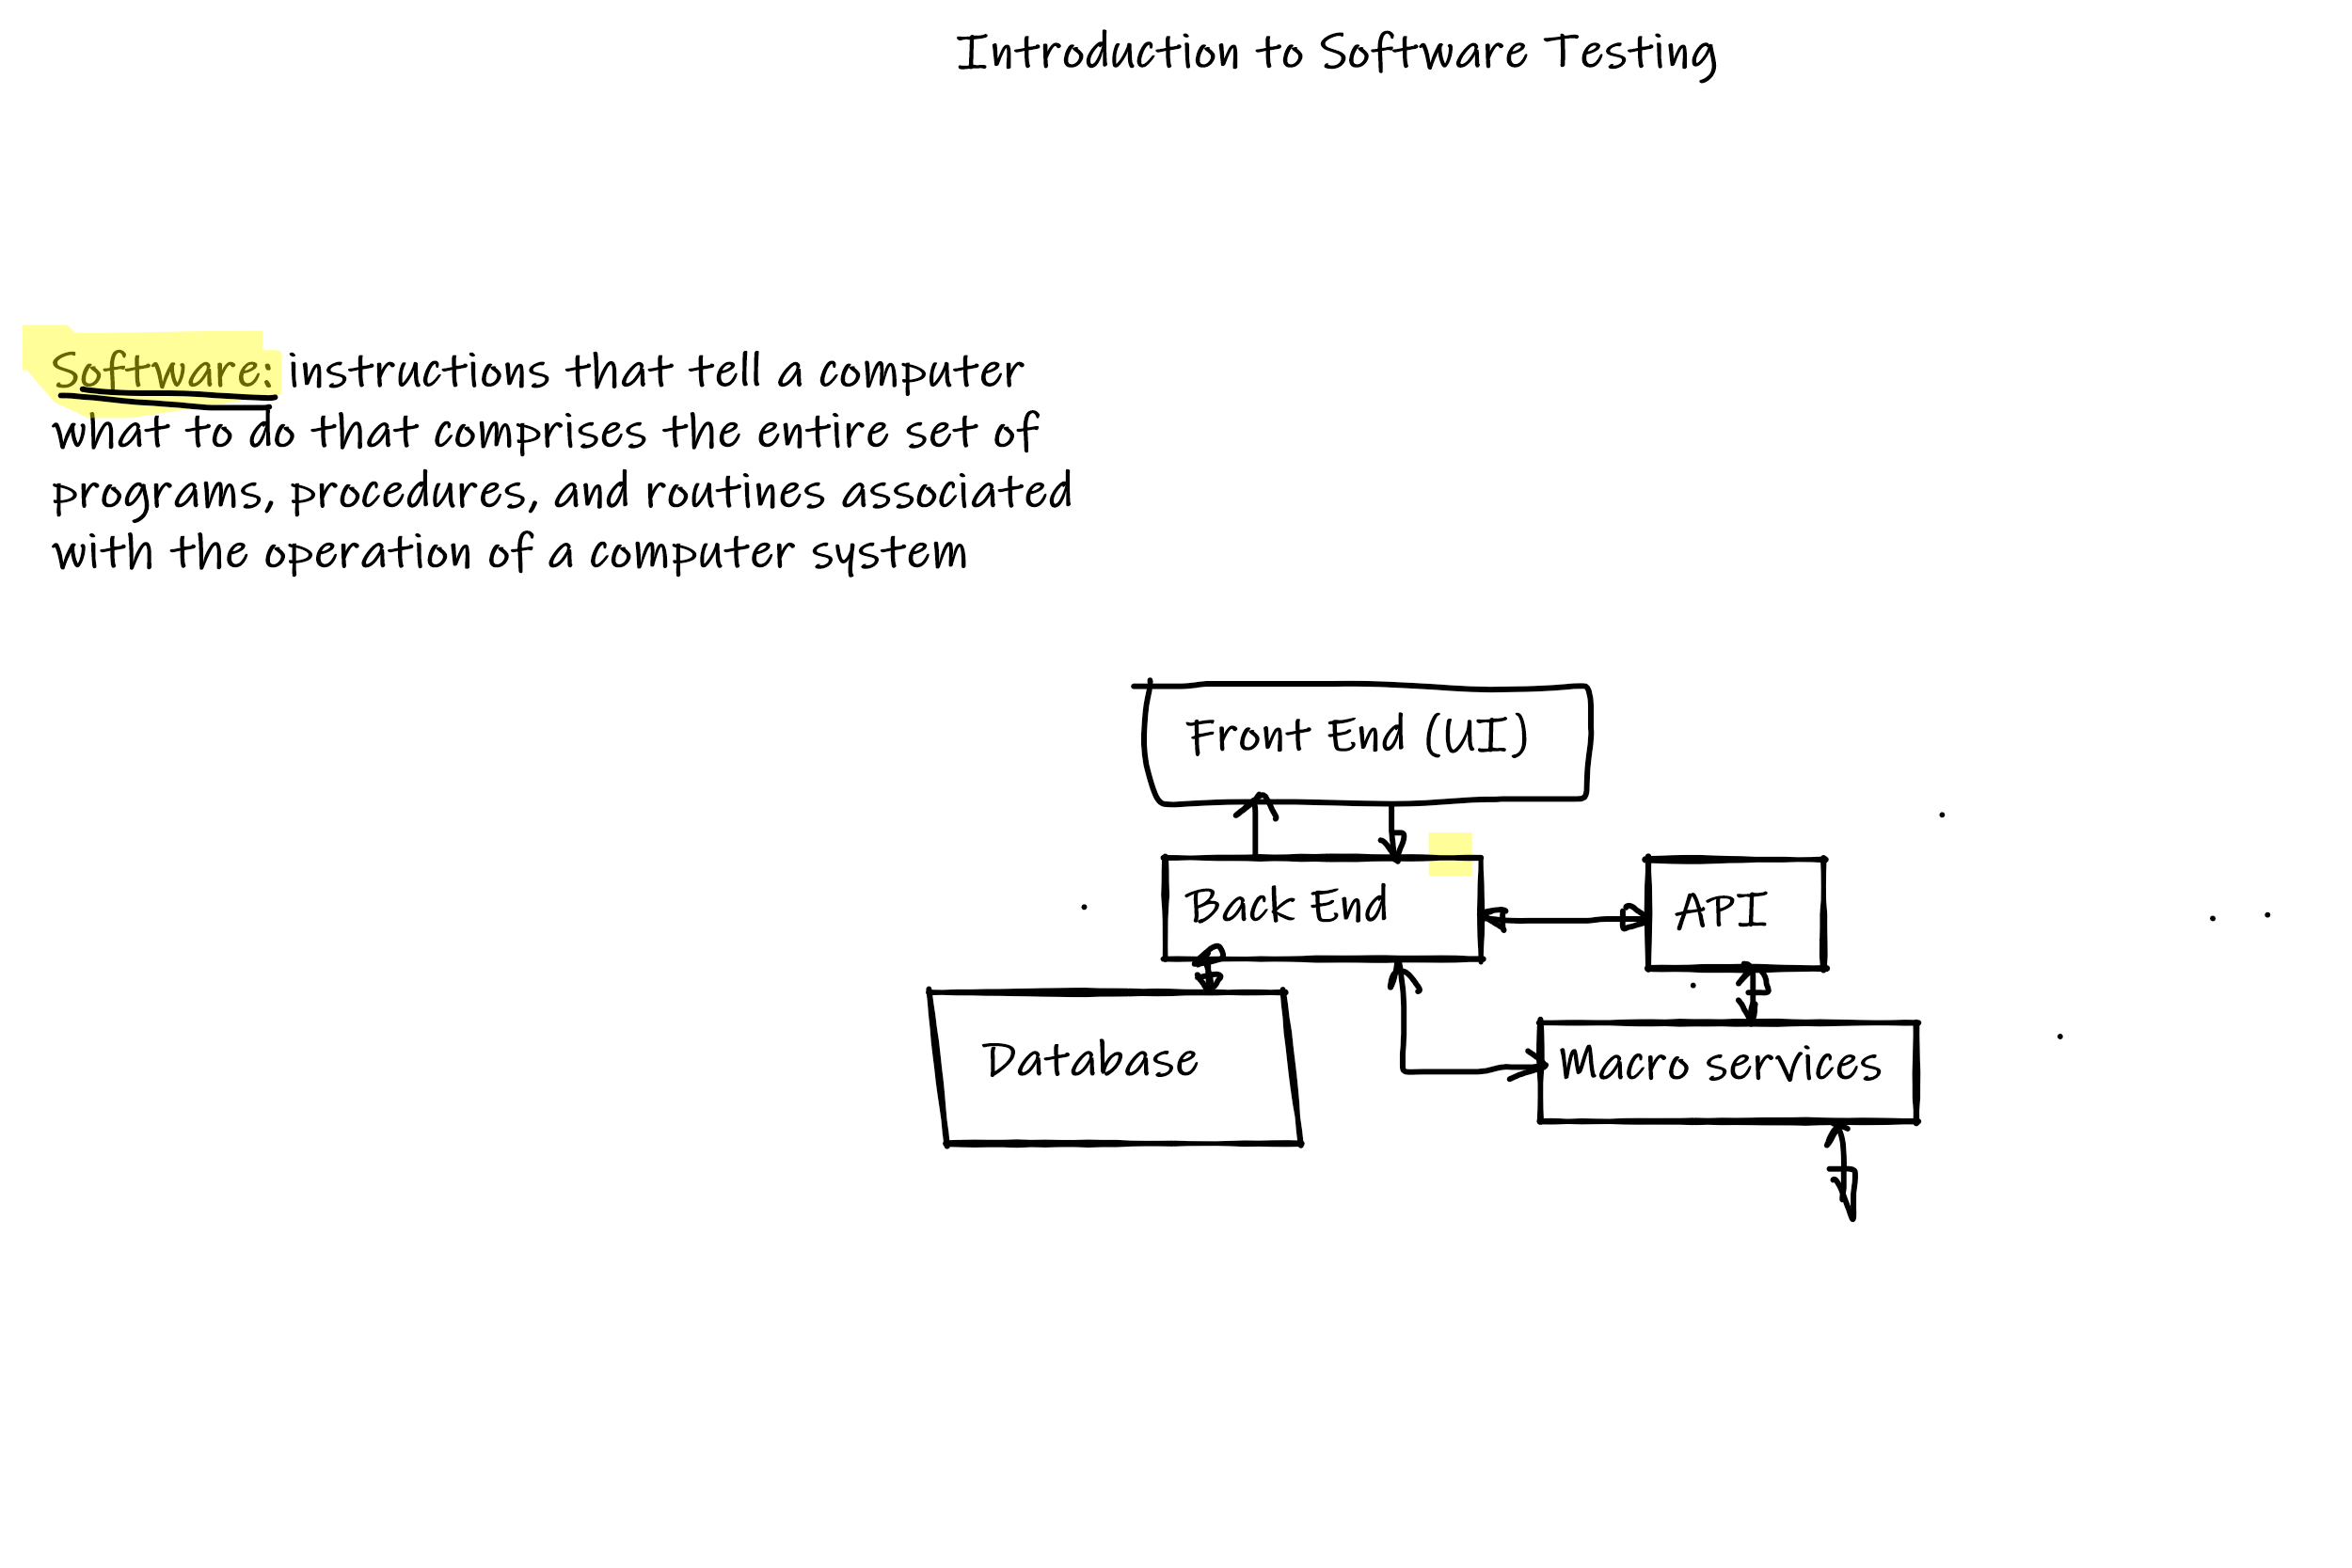 Introduction to Software Testing
Software: instructions that tell a computer
what to do that comprises the entire set of
programs, procedures, and routines associated
with the operation of a computer system
Front End (UI)
Back End
API
Database
Macro services